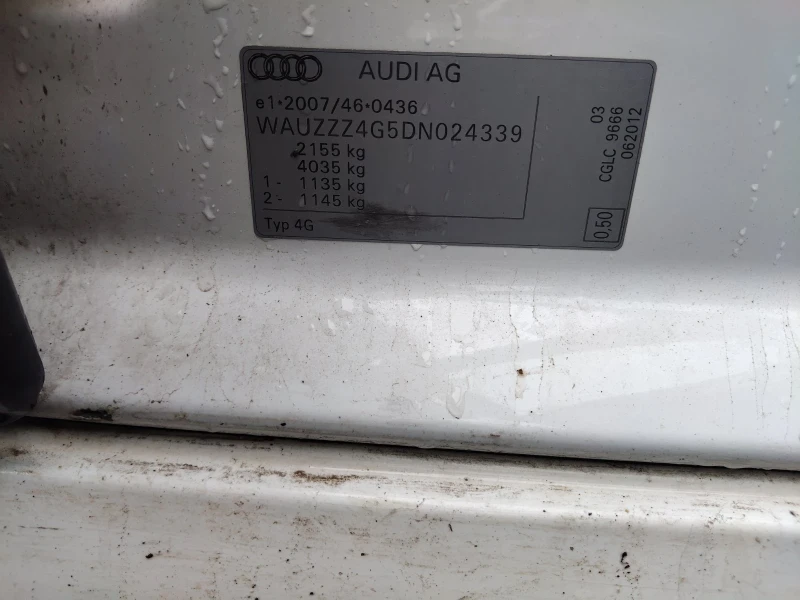 AUDI AG
e1*2007/46*0436
WAUZZZ4G5DN024339
2155 kg
4035 kg
1 - 1135 kg
2 - 1145 kg
Typ 4G
03
CGLC 9666
062012
0,50